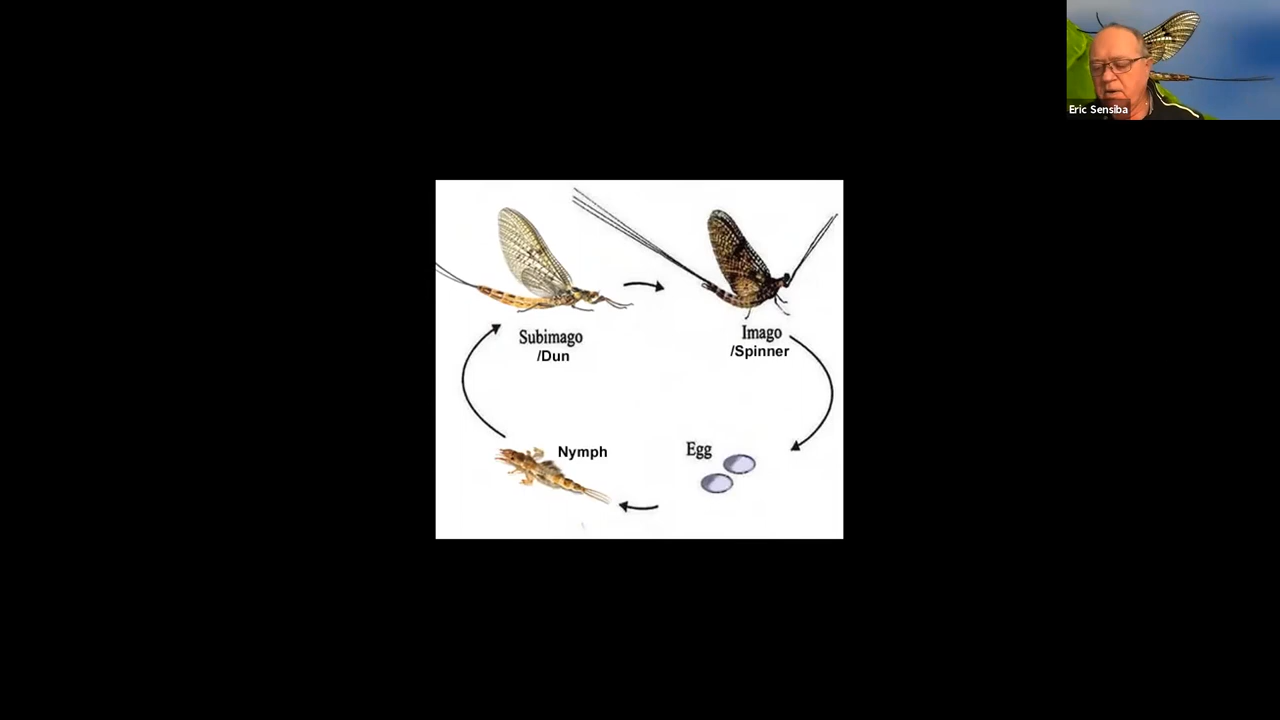 Eric Sensiba
Subimago
/Dun
Imago
/Spinner
Nymph
Egg